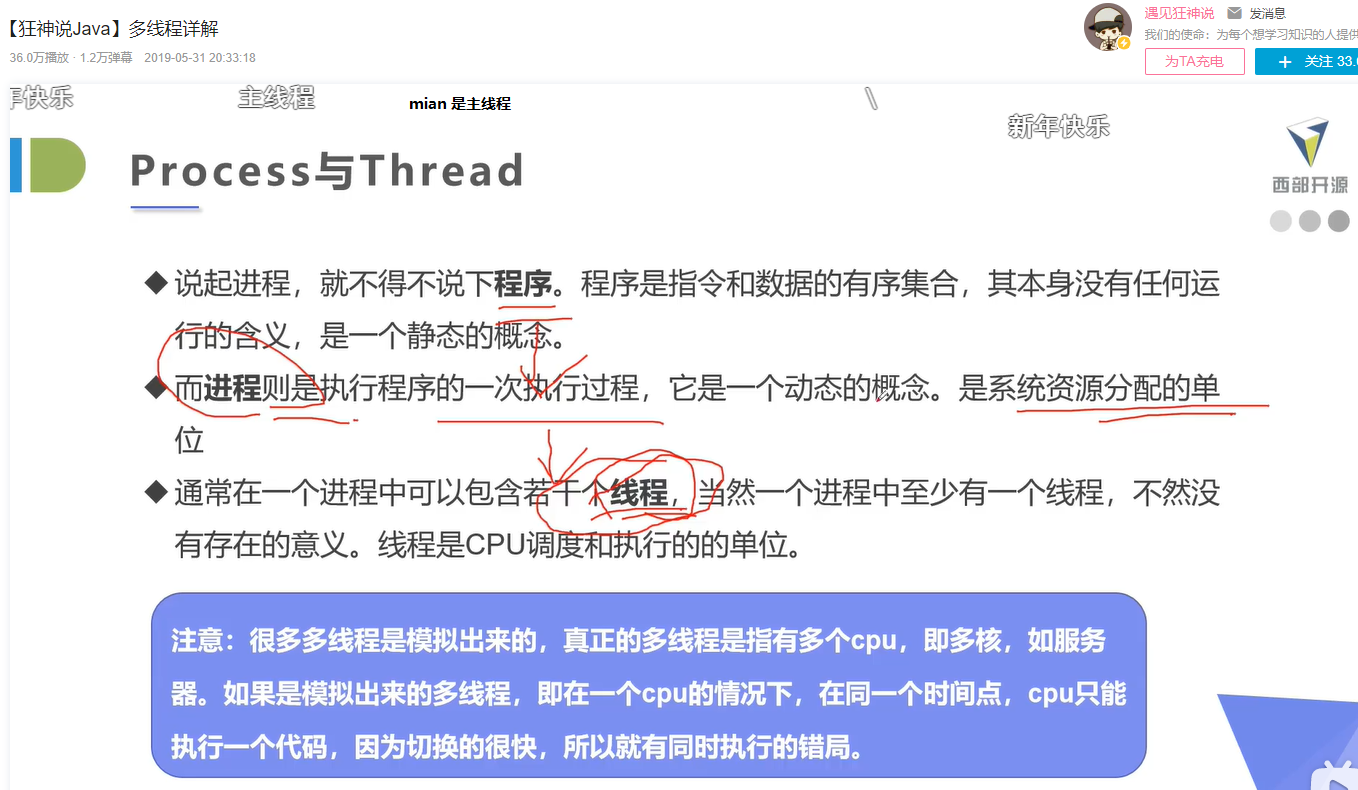 【狂神说Java】多线程详解
36.0万播放 · 1.2万弹幕 2019-05-31 20:33:18
遇见狂神说 发消息
我们的使命：为每个想学习知识的人提供
为TA充电
+ 关注 33.
年快乐
主线程
mian 是主线程
新年快乐
西部开源
Process与Thread
说起进程，就不得不说下程序。程序是指令和数据的有序集合，其本身没有任何运
行的含义，是一个静态的概念。
而进程则是执行程序的一次执行过程，它是一个动态的概念。是系统资源分配的单
位
通常在一个进程中可以包含若干个线程，当然一个进程中至少有一个线程，不然没
有存在的意义。线程是CPU调度和执行的的单位。
注意：很多多线程是模拟出来的，真正的多线程是指有多个cpu，即多核，如服务
器。如果是模拟出来的多线程，即在一个cpu的情况下，在同一个时间点，cpu只能
执行一个代码，因为切换的很快，所以就有同时执行的错局。